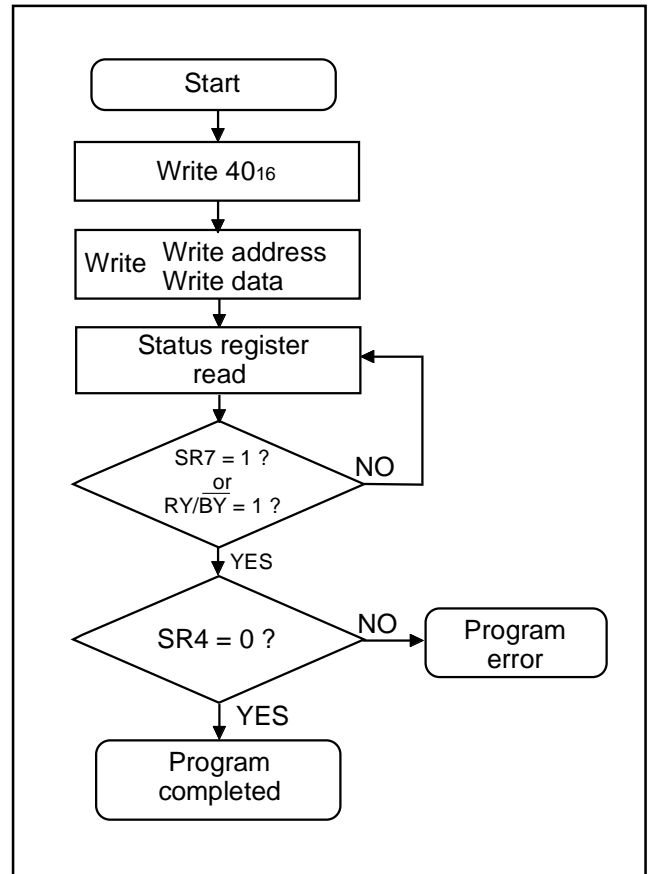 Start
Write 40₁₆
Write Write address
Write data
Status register
read
SR7 = 1 ?
or
RY/B̅Y̅ = 1 ?
NO
YES
SR4 = 0 ?
NO
Program
error
YES
Program
completed